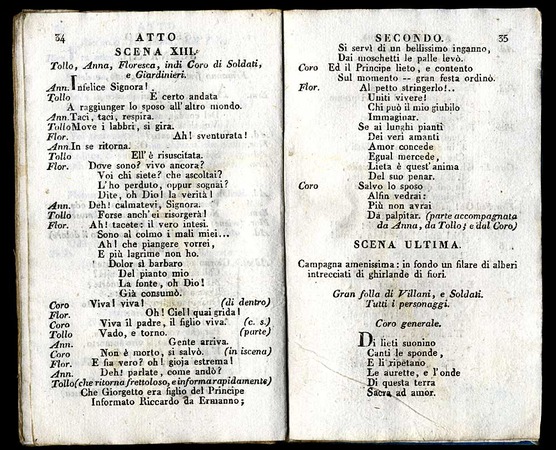 34
ATTO
SCENA XIII.
Tollo, Anna, Floresca, indi Coro di Soldati,
e Giardinieri.
Ann. Infelice Signora!
Tollo E certo andata
A raggiunger lo sposo all'altro mondo.
Ann. Taci, taci, respira.
Tollo Move i labbri, si gira.
Flor. Ah! sventurata!
Ann. In se ritorna.
Tollo Ell'è risuscitata.
Flor. Dove sono? vivo ancora?
Voi chi siete? che ascoltai?
L'ho perduto, oppur sognai?
Dite, oh Dio! la verità!
Ann. Deh! calmatevi, Signora.
Tollo Forse anch'ei risorgerà!
Flor. Ah! tacete: il vero intesi.
Sono al colmo i mali miei...
Ah! che piangere vorrei,
E più lagrime non ho.
Dolor sì barbaro
Del pianto mio
La fonte, oh Dio!
Già consumò.
Coro Viva! viva! (di dentro)
Flor. Oh! Ciel! quai grida!
Coro Viva il padre, il figlio viva. (c. s.)
Tollo Vado, e torno. (parte)
Ann. Gente arriva.
Coro Non è morto, si salvò. (in iscena)
Flor. E fia vero? oh! gioja estrema!
Ann. Deh! parlate, come andò?
Tollo (che ritorna frettoloso, e informa rapidamente)
Che Giorgetto era figlio del Principe
Informato Riccardo da Ermanno;
SECONDO.
35
Si servì di un bellissimo inganno,
Dai moschetti le palle levò.
Coro Ed il Principe lieto, e contento
Sul momento -- gran festa ordinò.
Flor. Al petto stringerlo!..
Uniti vivere!
Chi può il mio giubilo
Immaginar.
Se ai lunghi pianti
Dei veri amanti
Amor concede
Egual mercede,
Lieta è quest'anima
Del suo penar.
Coro Salvo lo sposo
Alfin vedrai:
Più non avrai
Da palpitar. (parte accompagnata
da Anna, da Tollo; e dal Coro)
SCENA ULTIMA.
Campagna amenissima: in fondo un filare di alberi
intrecciati di ghirlande di fiori.
Gran folla di Villani, e Soldati.
Tutti i personaggi.
Coro generale.
Di lieti suonino
Canti le sponde,
E li ripetano
Le aurette, e l'onde
Di questa terra
Sacra ad amor.